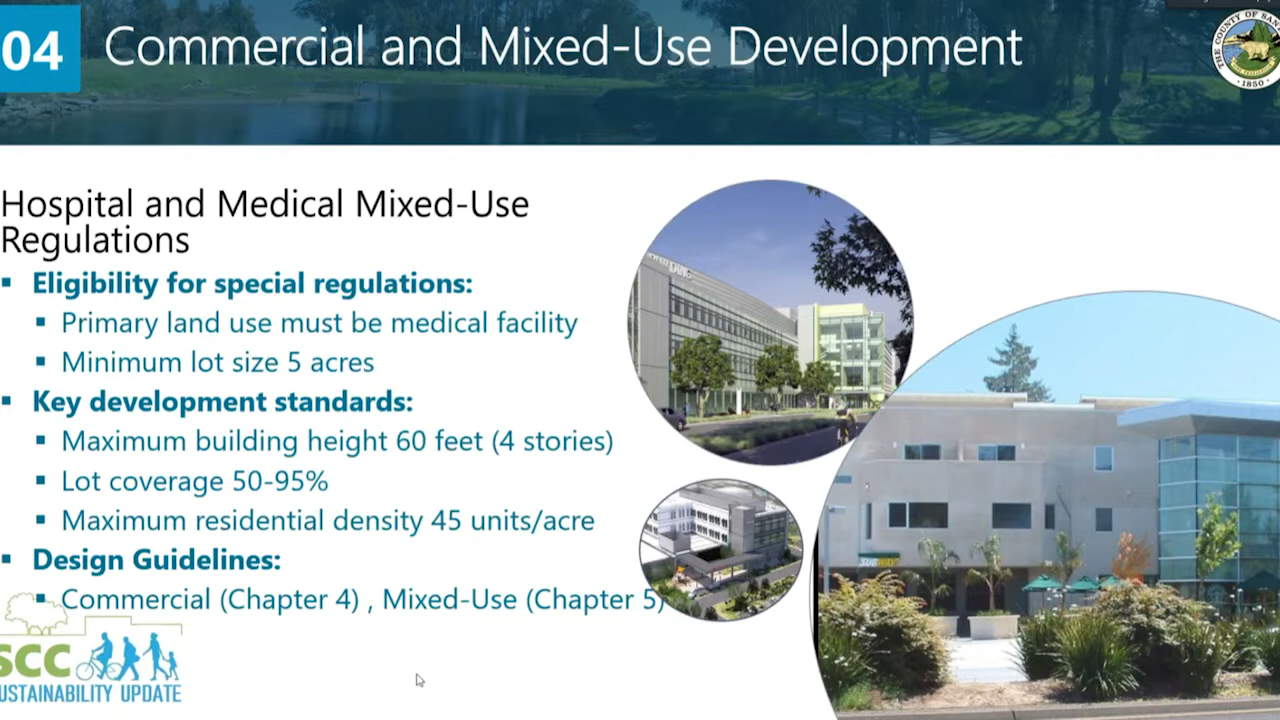 04
Commercial and Mixed-Use Development
THE COUNTY OF SAN
1850
Hospital and Medical Mixed-Use
Regulations
▪ Eligibility for special regulations:
▪ Primary land use must be medical facility
▪ Minimum lot size 5 acres
▪ Key development standards:
▪ Maximum building height 60 feet (4 stories)
▪ Lot coverage 50-95%
▪ Maximum residential density 45 units/acre
▪ Design Guidelines:
▪ Commercial (Chapter 4) , Mixed-Use (Chapter 5)
SUBWAY
SCC
USTAINABILITY UPDATE